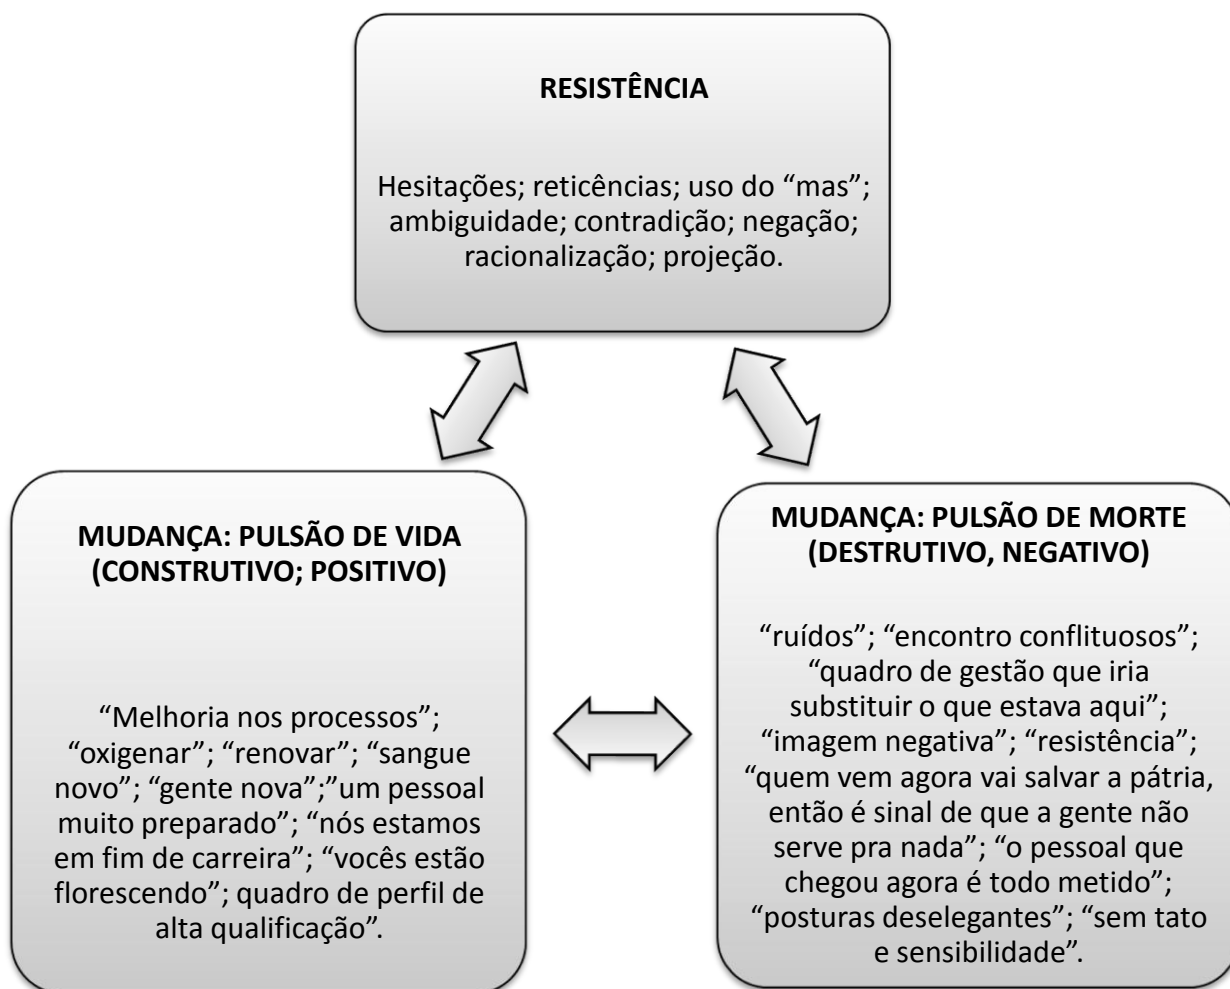 RESISTÊNCIA
Hesitações; reticências; uso do “mas”;
ambiguidade; contradição; negação;
racionalização; projeção.
MUDANÇA: PULSÃO DE VIDA
(CONSTRUTIVO; POSITIVO)
“Melhoria nos processos”;
“oxigenar”; “renovar”; “sangue
novo”; “gente nova”;”um pessoal
muito preparado”; “nós estamos
em fim de carreira”; “vocês estão
florescendo”; quadro de perfil de
alta qualificação”.
MUDANÇA: PULSÃO DE MORTE
(DESTRUTIVO, NEGATIVO)
“ruídos”; “encontro conflituosos”;
“quadro de gestão que iria
substituir o que estava aqui”;
“imagem negativa”; “resistência”;
“quem vem agora vai salvar a pátria,
então é sinal de que a gente não
serve pra nada”; “o pessoal que
chegou agora é todo metido”;
“posturas deselegantes”; “sem tato
e sensibilidade”.